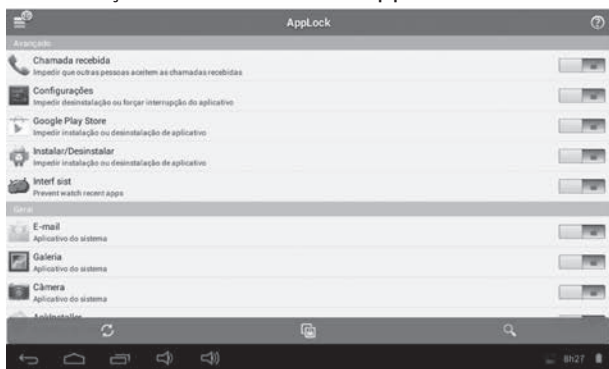 AppLock
Avançado
Chamada recebida
Impedir que outras pessoas aceitem as chamadas recebidas
Configurações
Impedir desinstalação ou forçar interrupção do aplicativo
Google Play Store
Impedir instalação ou desinstalação de aplicativo
Instalar/Desinstalar
Impedir instalação ou desinstalação de aplicativo
Interf sist
Prevent watch recent apps
Geral
E-mail
Aplicativo do sistema
Galeria
Aplicativo do sistema
Câmera
Aplicativo do sistema
8h27